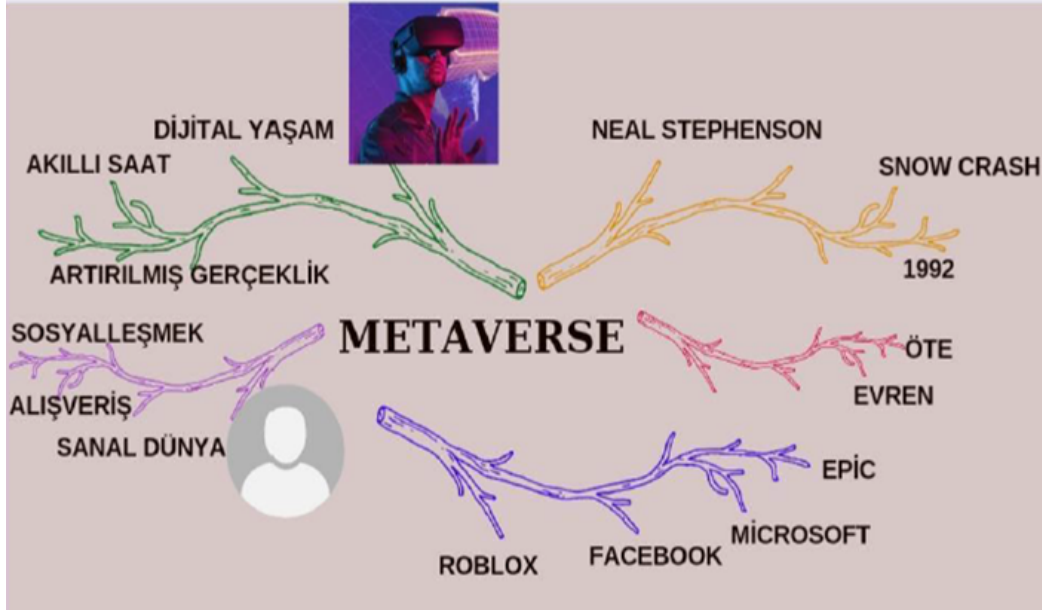 DİJİTAL YAŞAM
NEAL STEPHENSON
AKILLI SAAT
SNOW CRASH
ARTIRILMIŞ GERÇEKLİK
1992
SOSYALLEŞMEK
METAVERSE
ÖTE
EVREN
ALIŞVERİŞ
SANAL DÜNYA
EPİC
MİCROSOFT
FACEBOOK
ROBLOX